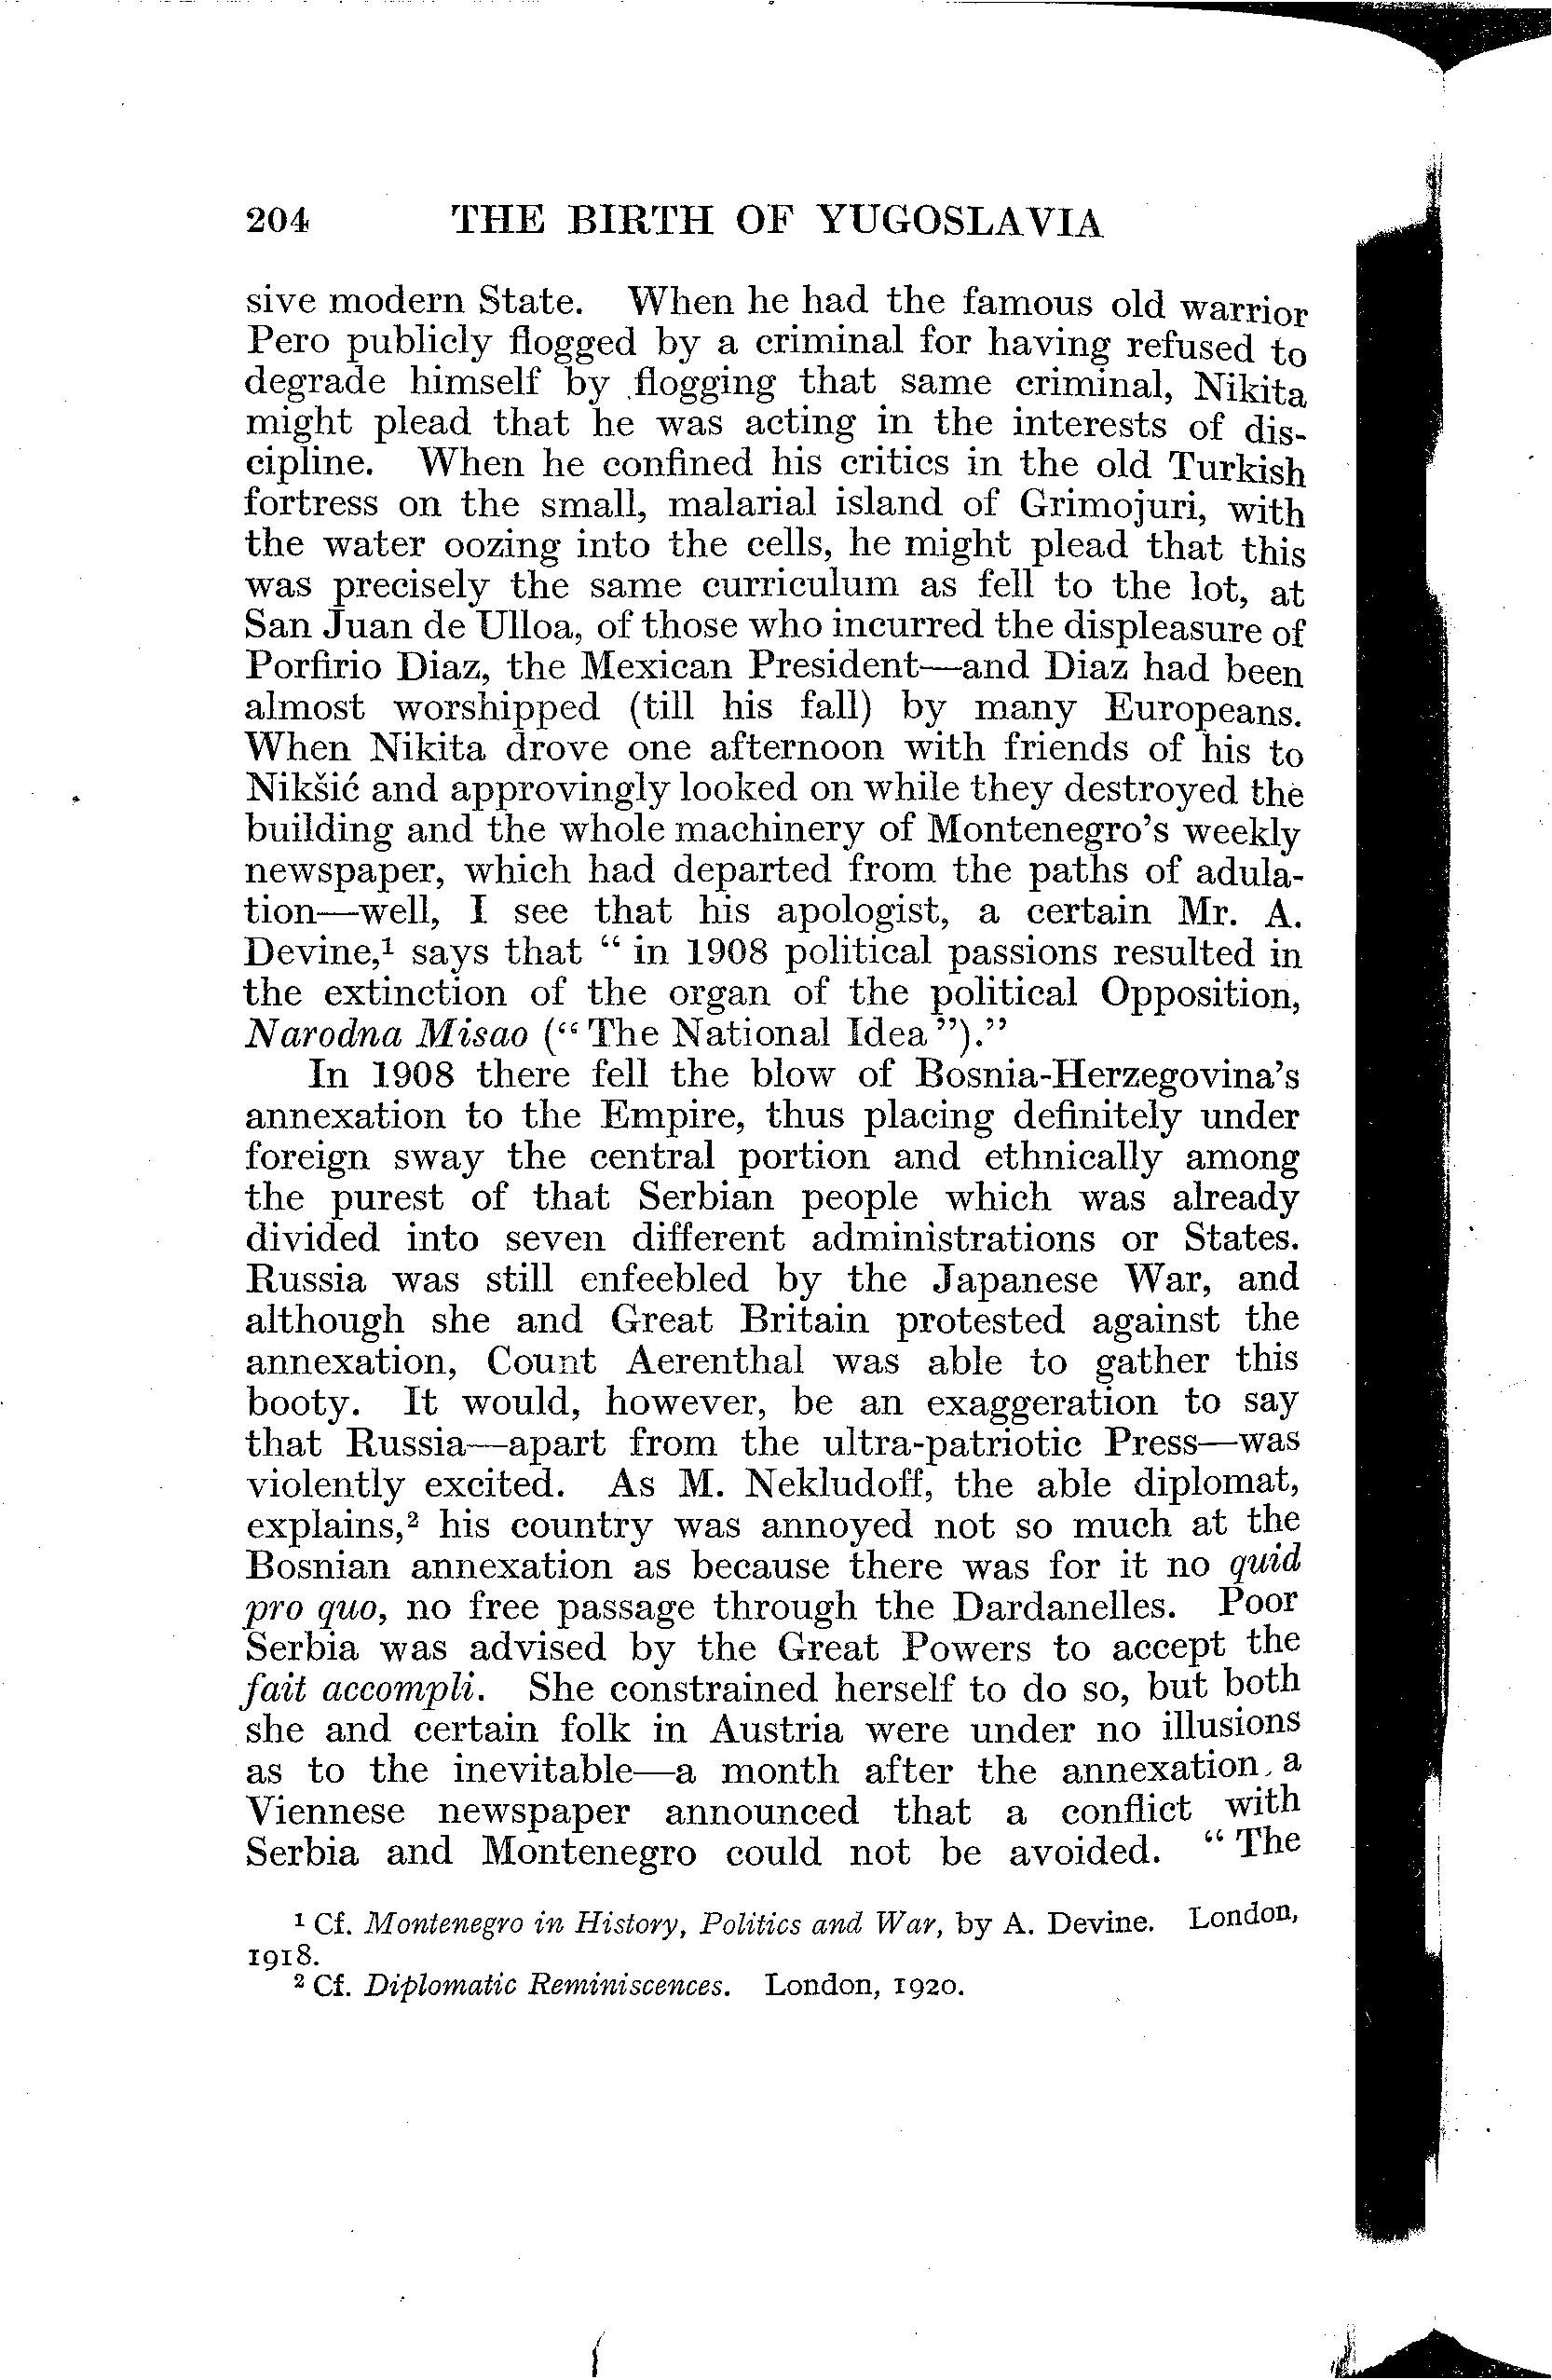 204 THE BIRTH OF YUGOSLAVIA
sive modern State. When he had the famous old warrior
Pero publicly flogged by a criminal for having refused to
degrade himself by flogging that same criminal, Nikita
might plead that he was acting in the interests of dis-
cipline. When he confined his critics in the old Turkish
fortress on the small, malarial island of Grimojuri, with
the water oozing into the cells, he might plead that this
was precisely the same curriculum as fell to the lot, at
San Juan de Ulloa, of those who incurred the displeasure of
Porfirio Diaz, the Mexican President—and Diaz had been
almost worshipped (till his fall) by many Europeans.
When Nikita drove one afternoon with friends of his to
Nikšić and approvingly looked on while they destroyed the
building and the whole machinery of Montenegro's weekly
newspaper, which had departed from the paths of adula-
tion—well, I see that his apologist, a certain Mr. A.
Devine,¹ says that “ in 1908 political passions resulted in
the extinction of the organ of the political Opposition,
Narodna Misao (“ The National Idea ”).”
In 1908 there fell the blow of Bosnia-Herzegovina's
annexation to the Empire, thus placing definitely under
foreign sway the central portion and ethnically among
the purest of that Serbian people which was already
divided into seven different administrations or States.
Russia was still enfeebled by the Japanese War, and
although she and Great Britain protested against the
annexation, Count Aerenthal was able to gather this
booty. It would, however, be an exaggeration to say
that Russia—apart from the ultra-patriotic Press—was
violently excited. As M. Nekludoff, the able diplomat,
explains,² his country was annoyed not so much at the
Bosnian annexation as because there was for it no quid
pro quo, no free passage through the Dardanelles. Poor
Serbia was advised by the Great Powers to accept the
fait accompli. She constrained herself to do so, but both
she and certain folk in Austria were under no illusions
as to the inevitable—a month after the annexation, a
Viennese newspaper announced that a conflict with
Serbia and Montenegro could not be avoided. “ The
¹ Cf. Montenegro in History, Politics and War, by A. Devine. London,
1918.
² Cf. Diplomatic Reminiscences. London, 1920.